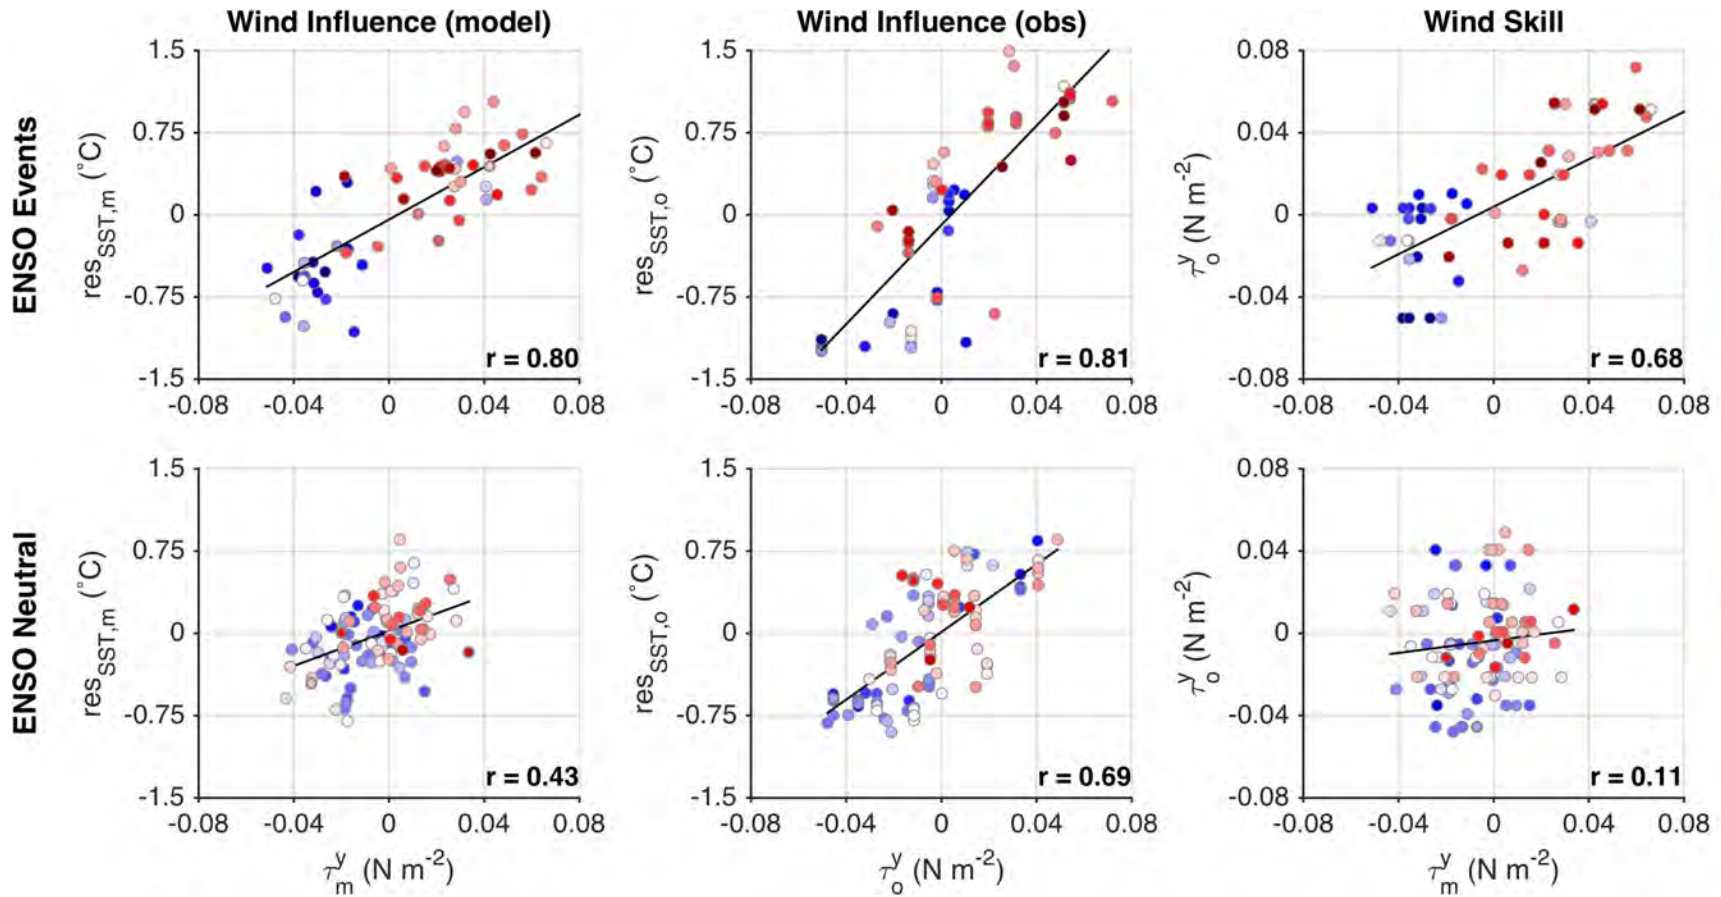 Wind Influence (model)
Wind Influence (obs)
Wind Skill
ENSO Events
res_SST,m (˚C)
1.5
0.75
0
-0.75
-1.5
-0.08 -0.04 0 0.04 0.08
r = 0.80
res_SST,o (˚C)
1.5
0.75
0
-0.75
-1.5
-0.08 -0.04 0 0.04 0.08
r = 0.81
τ_o^y (N m⁻²)
0.08
0.04
0
-0.04
-0.08
-0.08 -0.04 0 0.04 0.08
r = 0.68
ENSO Neutral
res_SST,m (˚C)
1.5
0.75
0
-0.75
-1.5
-0.08 -0.04 0 0.04 0.08
r = 0.43
τ_m^y (N m⁻²)
res_SST,o (˚C)
1.5
0.75
0
-0.75
-1.5
-0.08 -0.04 0 0.04 0.08
r = 0.69
τ_o^y (N m⁻²)
τ_o^y (N m⁻²)
0.08
0.04
0
-0.04
-0.08
-0.08 -0.04 0 0.04 0.08
r = 0.11
τ_m^y (N m⁻²)